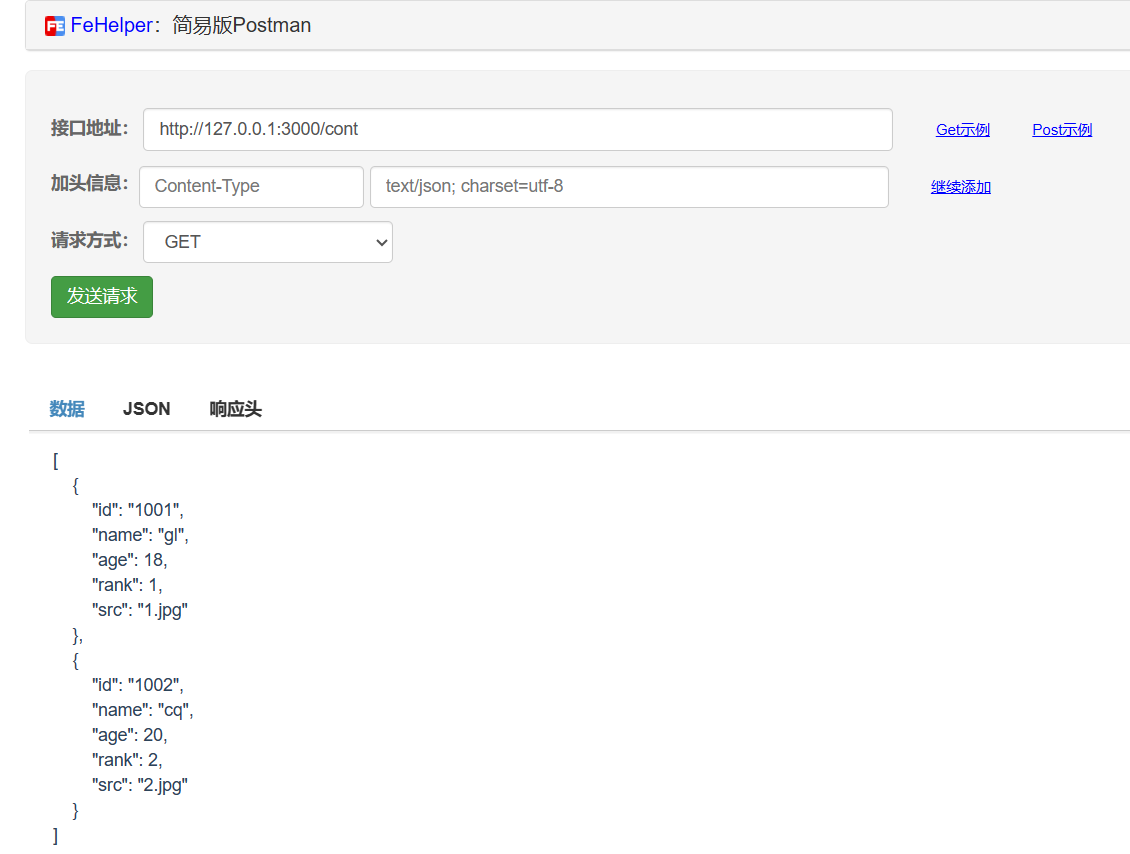 FeHelper：简易版Postman
接口地址： http://127.0.0.1:3000/cont Get示例 Post示例
加头信息： Content-Type text/json; charset=utf-8 继续添加
请求方式： GET
发送请求
数据 JSON 响应头
[
{
"id": "1001",
"name": "gl",
"age": 18,
"rank": 1,
"src": "1.jpg"
},
{
"id": "1002",
"name": "cq",
"age": 20,
"rank": 2,
"src": "2.jpg"
}
]